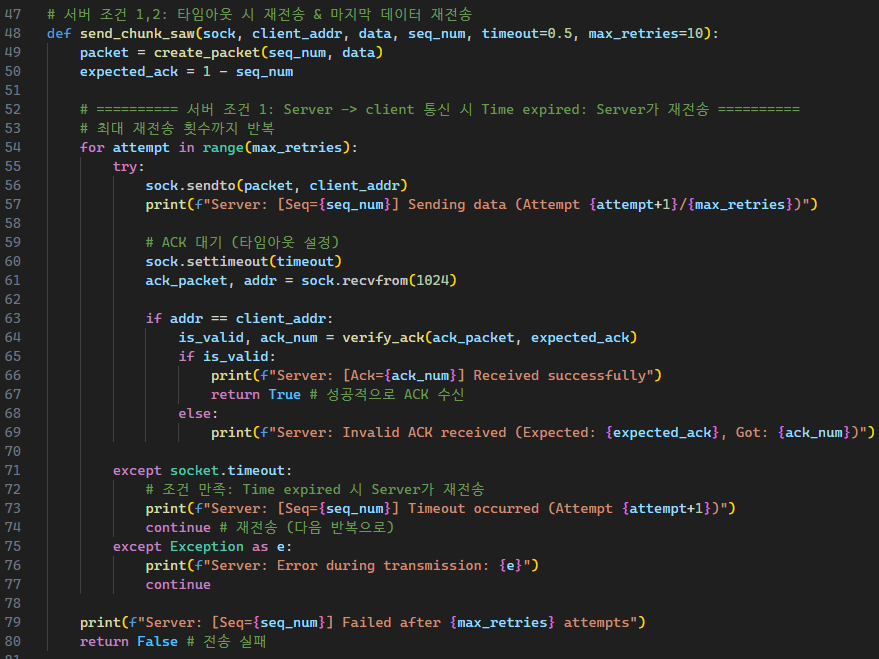 47 # 서버 조건 1,2: 타임아웃 시 재전송 & 마지막 데이터 재전송
48 def send_chunk_saw(sock, client_addr, data, seq_num, timeout=0.5, max_retries=10):
49     packet = create_packet(seq_num, data)
50     expected_ack = 1 - seq_num
51
52     # ========== 서버 조건 1: Server -> client 통신 시 Time expired: Server가 재전송 ==========
53     # 최대 재전송 횟수까지 반복
54     for attempt in range(max_retries):
55         try:
56             sock.sendto(packet, client_addr)
57             print(f"Server: [Seq={seq_num}] Sending data (Attempt {attempt+1}/{max_retries})")
58
59             # ACK 대기 (타임아웃 설정)
60             sock.settimeout(timeout)
61             ack_packet, addr = sock.recvfrom(1024)
62
63             if addr == client_addr:
64                 is_valid, ack_num = verify_ack(ack_packet, expected_ack)
65                 if is_valid:
66                     print(f"Server: [Ack={ack_num}] Received successfully")
67                     return True # 성공적으로 ACK 수신
68                 else:
69                     print(f"Server: Invalid ACK received (Expected: {expected_ack}, Got: {ack_num})")
70
71         except socket.timeout:
72             # 조건 만족: Time expired 시 Server가 재전송
73             print(f"Server: [Seq={seq_num}] Timeout occurred (Attempt {attempt+1})")
74             continue # 재전송 (다음 반복으로)
75         except Exception as e:
76             print(f"Server: Error during transmission: {e}")
77             continue
78
79     print(f"Server: [Seq={seq_num}] Failed after {max_retries} attempts")
80     return False # 전송 실패